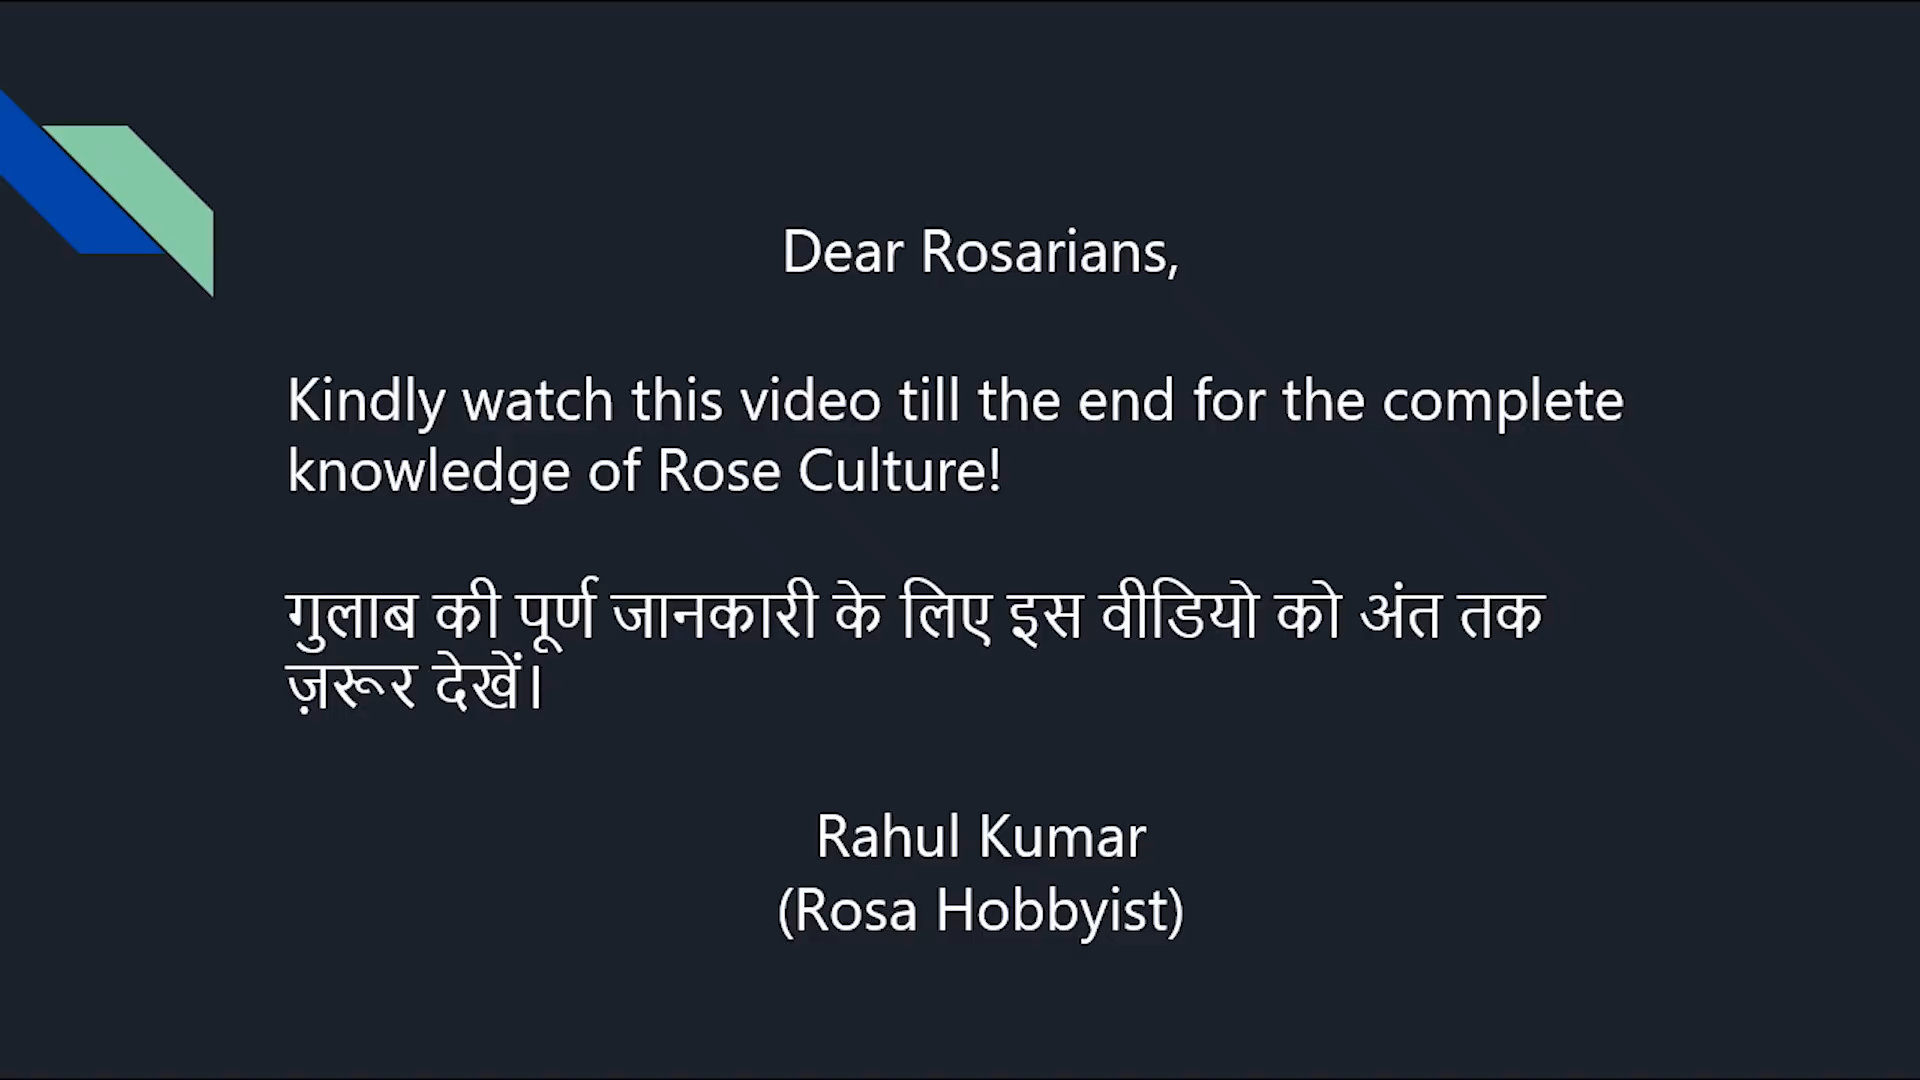 Dear Rosarians,
Kindly watch this video till the end for the complete
knowledge of Rose Culture!
गुलाब की पूर्ण जानकारी के लिए इस वीडियो को अंत तक
ज़रूर देखें।
Rahul Kumar
(Rosa Hobbyist)